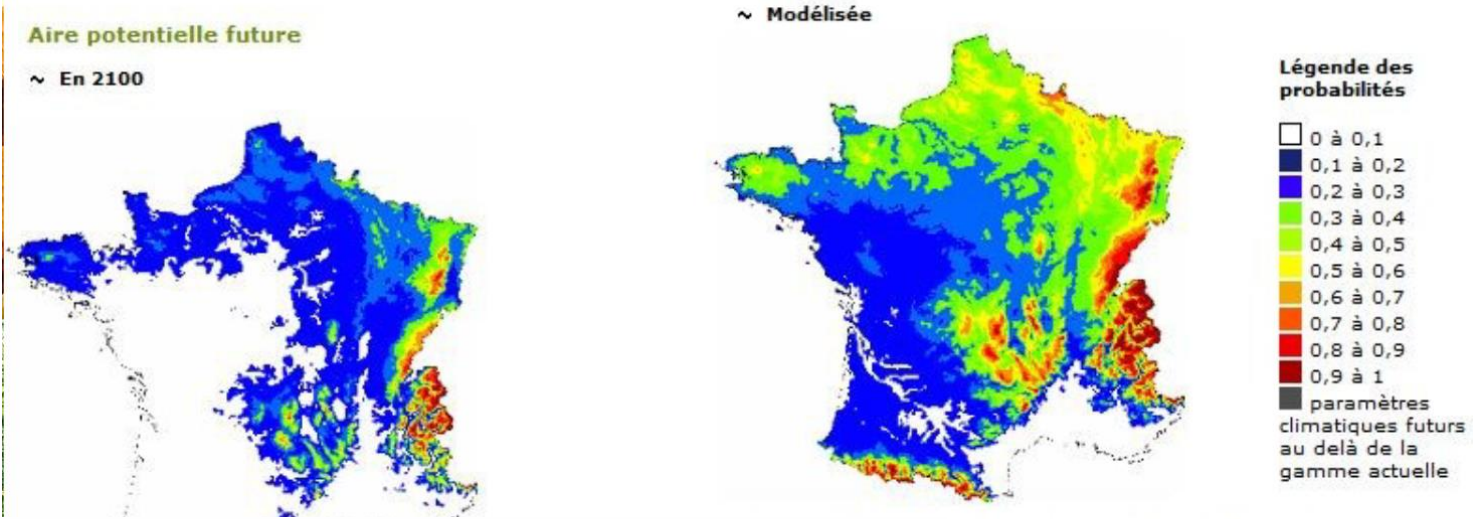 Aire potentielle future
~ En 2100
~ Modélisée
Légende des
probabilités
0 à 0,1
0,1 à 0,2
0,2 à 0,3
0,3 à 0,4
0,4 à 0,5
0,5 à 0,6
0,6 à 0,7
0,7 à 0,8
0,8 à 0,9
0,9 à 1
paramètres
climatiques futurs
au delà de la
gamme actuelle